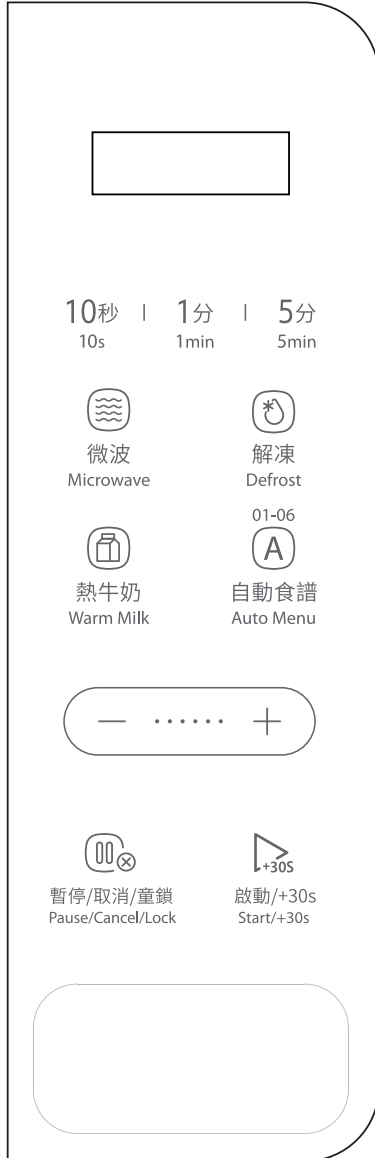 10秒 | 1分 | 5分
10s 1min 5min
微波 解凍
Microwave Defrost
01-06
A
熱牛奶 自動食譜
Warm Milk Auto Menu
— ...... +
+30S
暫停/取消/童鎖 啟動/+30s
Pause/Cancel/Lock Start/+30s